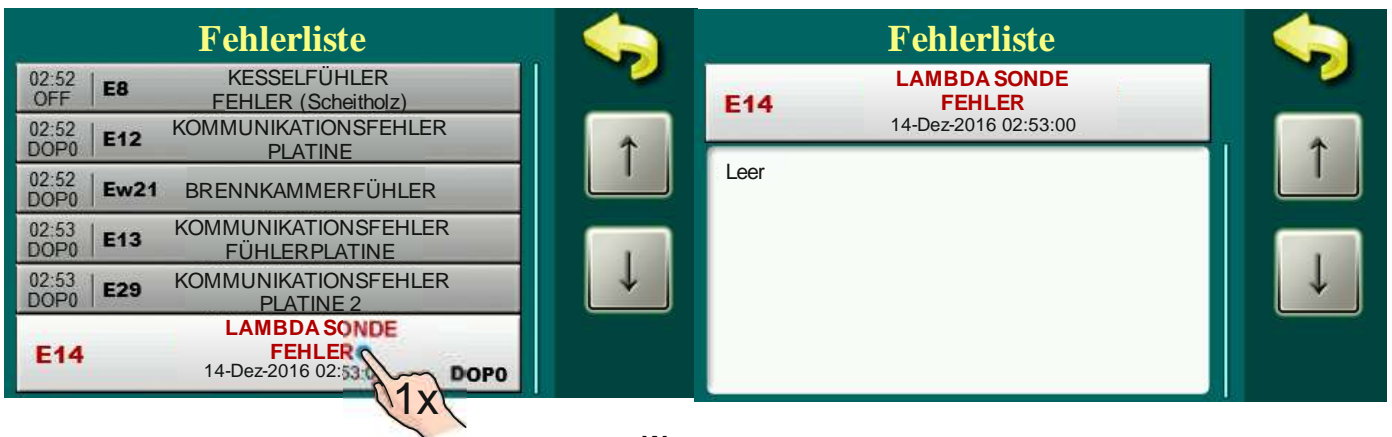 Fehlerliste
02:52 OFF E8 KESSELFÜHLER
FEHLER (Scheitholz)
02:52 DOP0 E12 KOMMUNIKATIONSFEHLER
PLATINE
02:52 DOP0 Ew21 BRENNKAMMERFÜHLER
02:53 DOP0 E13 KOMMUNIKATIONSFEHLER
FÜHLERPLATINE
02:53 DOP0 E29 KOMMUNIKATIONSFEHLER
PLATINE 2
LAMBDA SONDE
E14 FEHLER
14-Dez-2016 02:53:0 DOP0
1x
Fehlerliste
LAMBDA SONDE
E14 FEHLER
14-Dez-2016 02:53:00
Leer